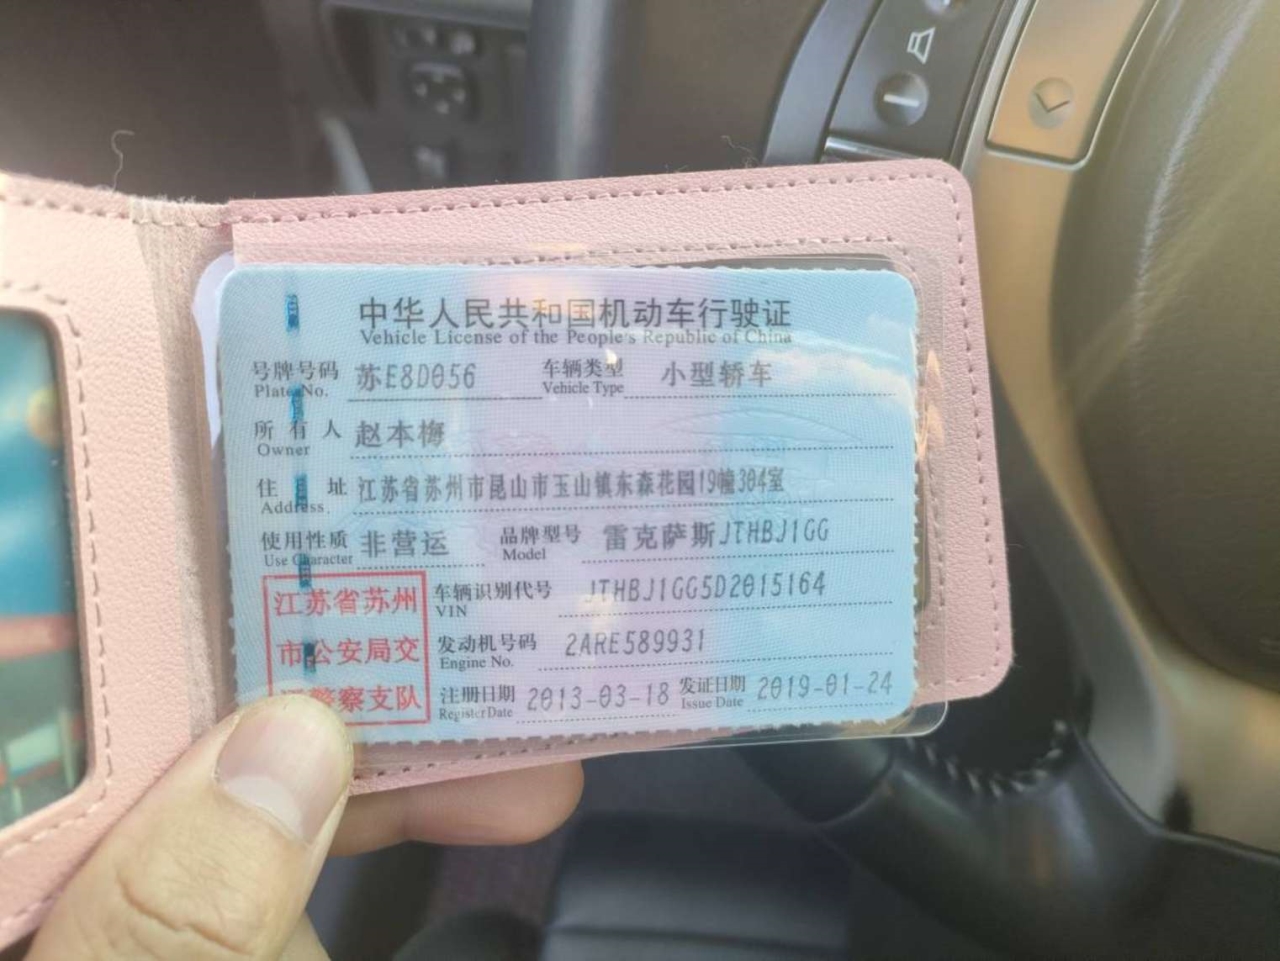 中华人民共和国机动车行驶证
Vehicle License of the People's Republic of China
号牌号码 苏E8D056 车辆类型 小型轿车
Plate No. Vehicle Type
所有人 赵本梅
Owner
住址 江苏省苏州市昆山市玉山镇东森花园19幢304室
Address
使用性质 非营运 品牌型号 雷克萨斯JTHBJ1GG
Use Character Model
江苏省苏州
市公安局交
通警察支队
车辆识别代号 JTHBJ1GG5D2015164
VIN
发动机号码 2ARE589931
Engine No.
注册日期 2013-03-18 发证日期 2019-01-24
Register Date Issue Date